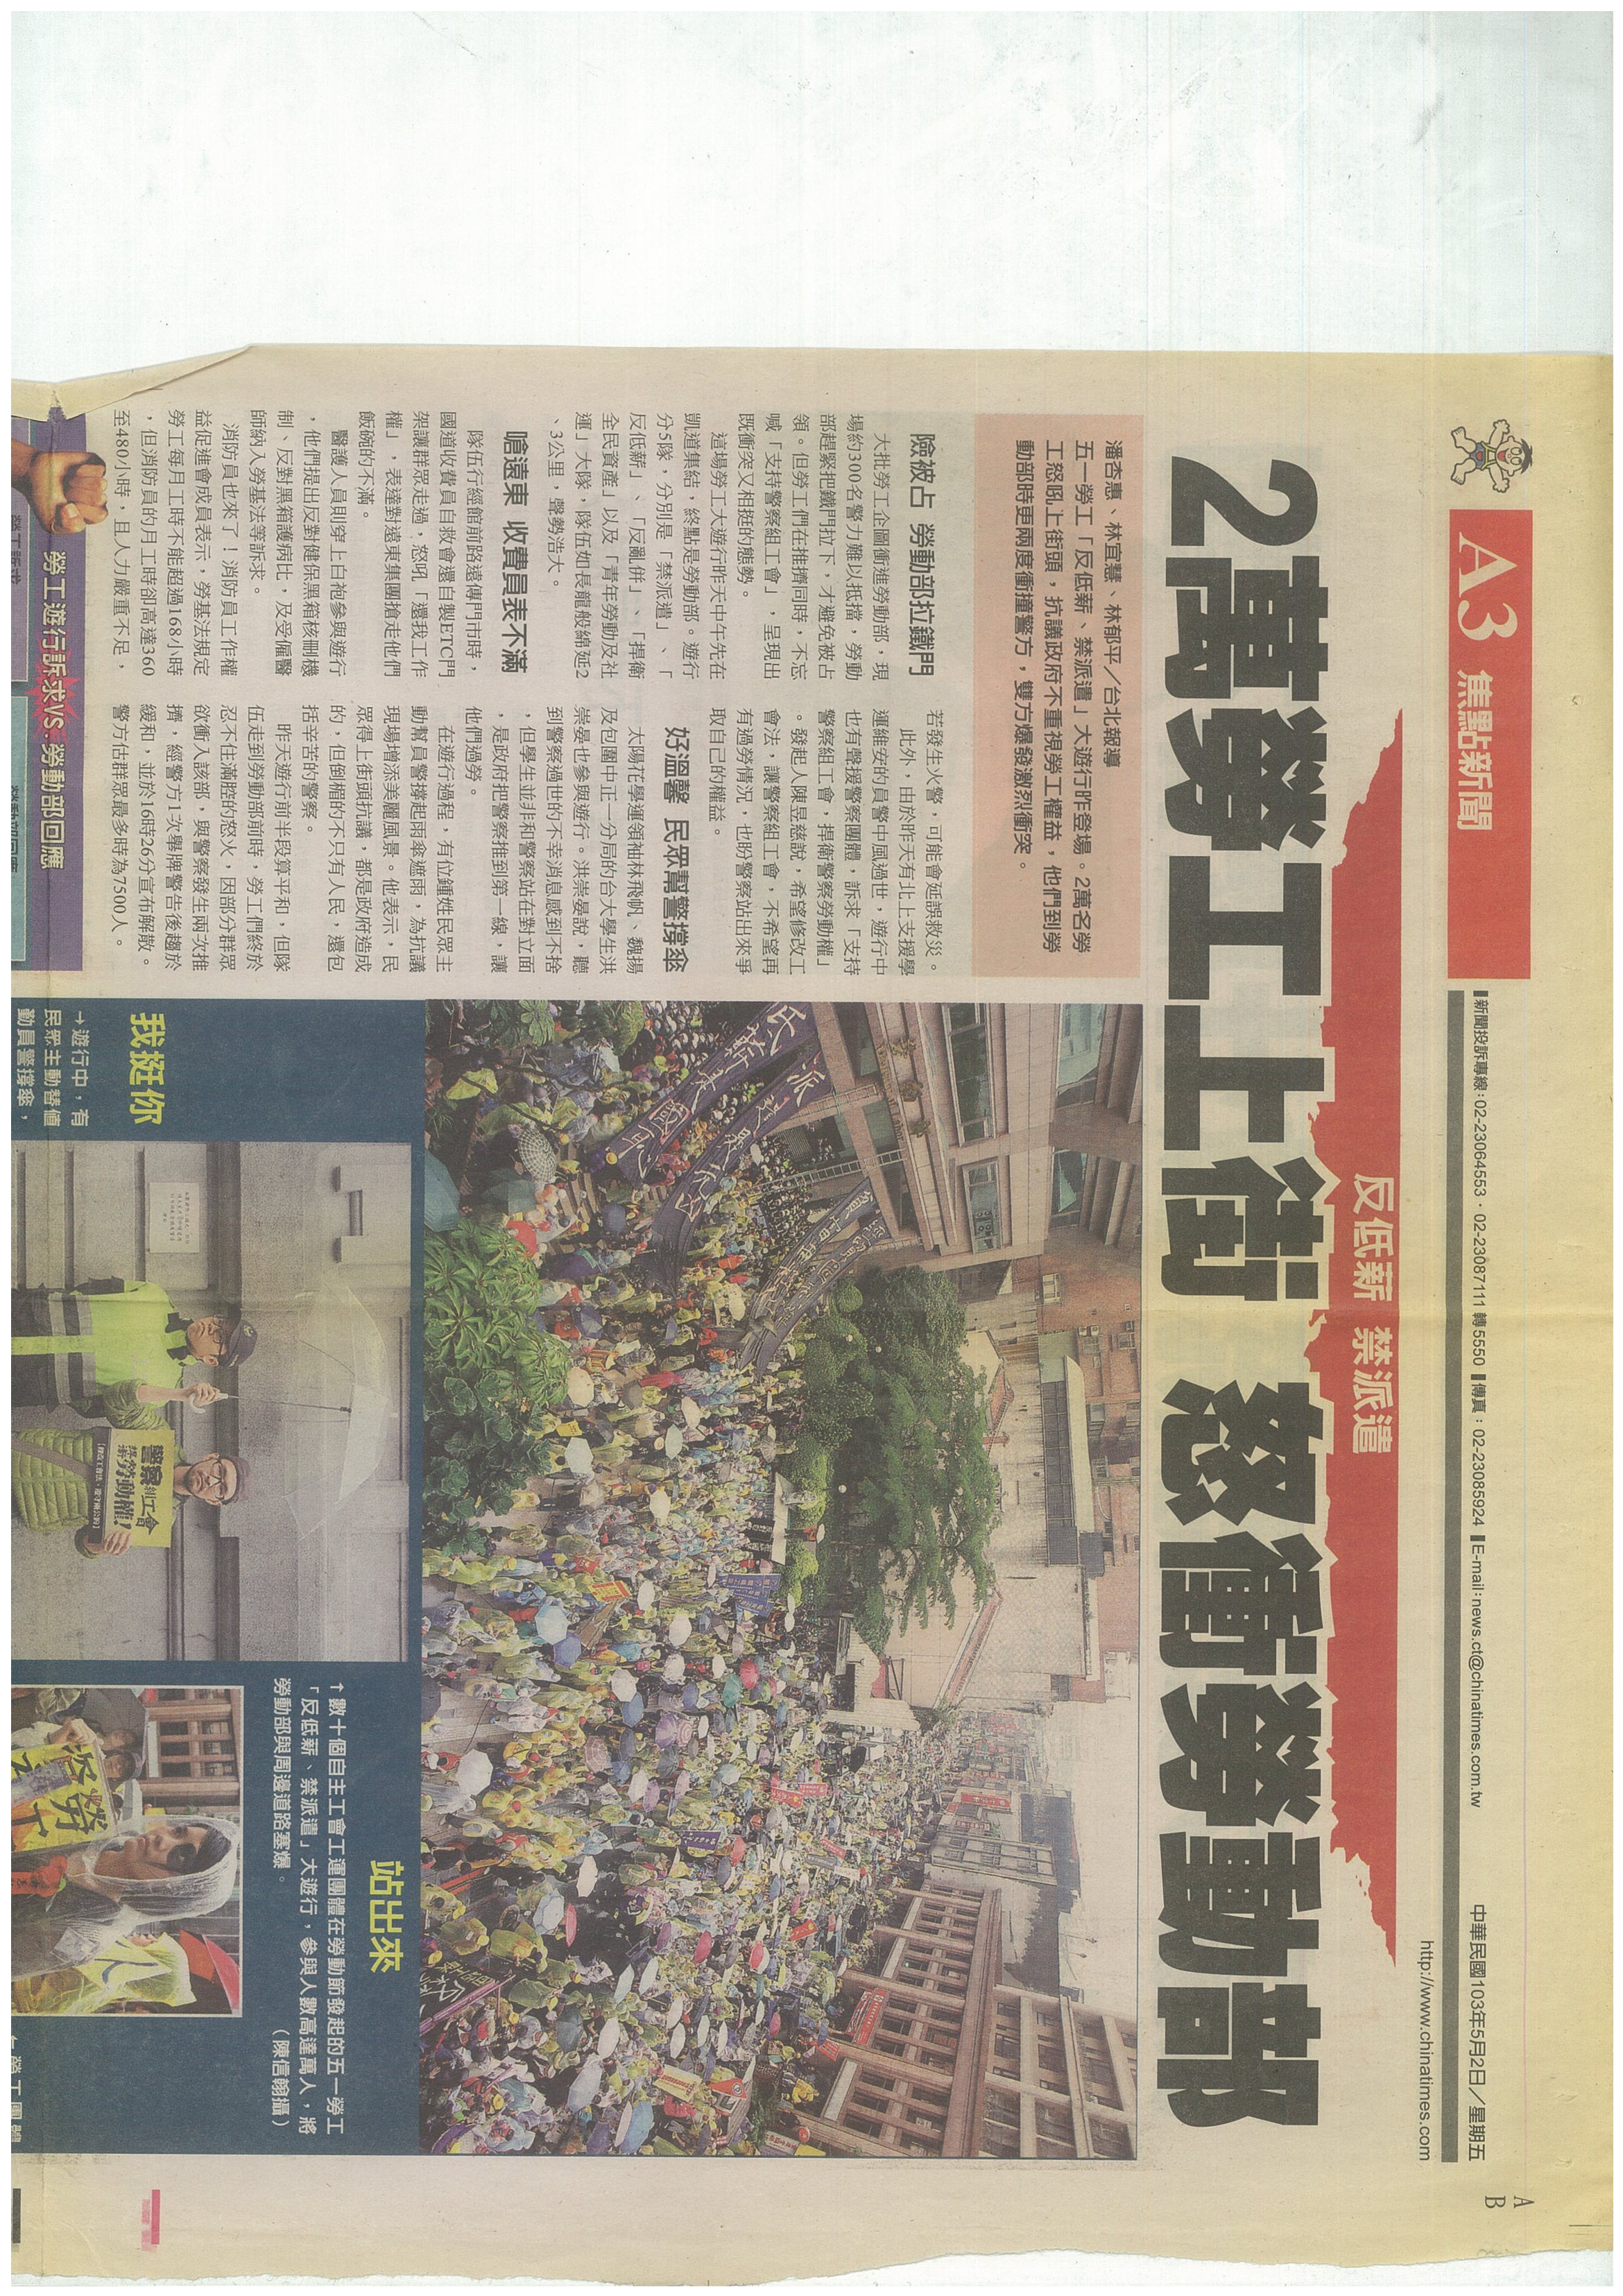 A3 焦點新聞
新聞投訴專線:02-23064553．02-23087111 轉5550 傳真：02-23085924 E-mail:news.ct@chinatimes.com.tw
中華民國103年5月2日／星期五
A
B
http://www.chinatimes.com
反低薪 禁派遣
2萬勞工上街 怒衝勞動部
潘杏惠、林宜慧、林郁平／台北報導
五一勞工「反低薪、禁派遣」大遊行昨登場。2萬名勞
工怒吼上街頭，抗議政府不重視勞工權益，他們到勞
動部時更兩度衝撞警方，雙方爆發激烈衝突。
險被占 勞動部拉鐵門
大批勞工企圖衝進勞動部，現
場約300名警力難以抵擋，勞動
部趕緊把鐵門拉下，才避免被占
領。但勞工們在推擠同時，不忘
喊「支持警察組工會」，呈現出
既衝突又相挺的態勢。
這場勞工大遊行昨天中午先在
凱道集結，終點是勞動部。遊行
分5隊，分別是「禁派遣」、「
反低薪」、「反亂併」、「捍衛
全民資產」以及「青年勞動及社
運」大隊，隊伍如長龍般綿延2
、3公里，聲勢浩大。
嗆遠東 收費員表不滿
隊伍行經館前路遠傳門市時，
國道收費員自救會還自製ETC門
架讓群眾走過，怒吼「還我工作
權」，表達對遠東集團搶走他們
飯碗的不滿。
醫護人員則穿上白袍參與遊行
，他們提出反對健保黑箱核刪機
制、反對黑箱護病比，及受僱醫
師納入勞基法等訴求。
消防員也來了！消防員工作權
益促進會成員表示，勞基法規定
勞工每月工時不能超過168小時
，但消防員的月工時卻高達360
至480小時，且人力嚴重不足，
若發生火警，可能會延誤救災。
此外，由於昨天有北上支援學
運維安的員警中風過世，遊行中
也有聲援警察團體，訴求「支持
警察組工會，捍衛警察勞動權」
。發起人陳昱慈說，希望修改工
會法，讓警察組工會，不希望再
有過勞情況，也盼警察站出來爭
取自己的權益。
好溫馨 民眾幫警撐傘
太陽花學運領袖林飛帆、魏揚
及包圍中正一分局的台大學生洪
崇晏也參與遊行。洪崇晏說，聽
到警察過世的不幸消息感到不捨
，但學生並非和警察站在對立面
，是政府把警察推到第一線，讓
他們過勞。
在遊行過程，有位鍾姓民眾主
動幫員警撐起雨傘遮雨，為抗議
現場增添美麗風景。他表示，民
眾得上街頭抗議，都是政府造成
的，但倒楣的不只有人民，還包
括辛苦的警察。
昨天遊行前半段算平和，但隊
伍走到勞動部前時，勞工們終於
忍不住滿腔的怒火，因部分群眾
欲衝入該部，與警察發生兩次推
擠，經警方1次舉牌警告後趨於
緩和，並於16時26分宣布解散。
警方估群眾最多時為7500人。
站出來
↑數十個自主工會工運團體在勞動節發起的五一勞工
「反低薪、禁派遣」大遊行，參與人數高達萬人，將
勞動部與周邊道路塞爆。 （陳信翰攝）
我挺你
→遊行中，有
民眾主動替值
勤員警撐傘，
警察組工會
捍衛勞動權!
勞工
←勞工團體
勞工遊行訴求VS.勞動部回應
勞工訴求
勞動部回應